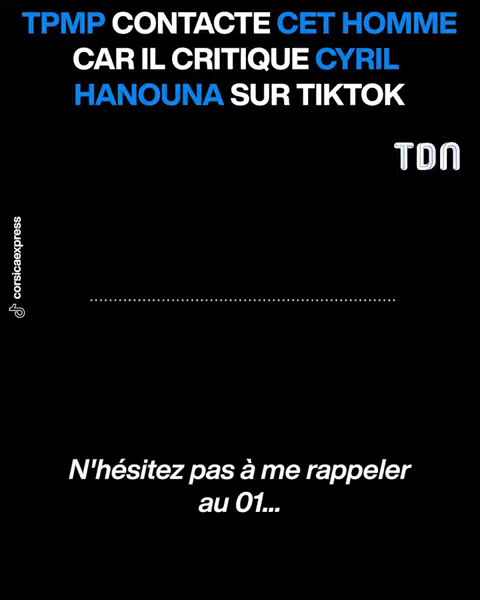 TPMP CONTACTE CET HOMME
CAR IL CRITIQUE CYRIL
HANOUNA SUR TIKTOK
TDN
corsicaexpress
N'hésitez pas à me rappeler
au 01...